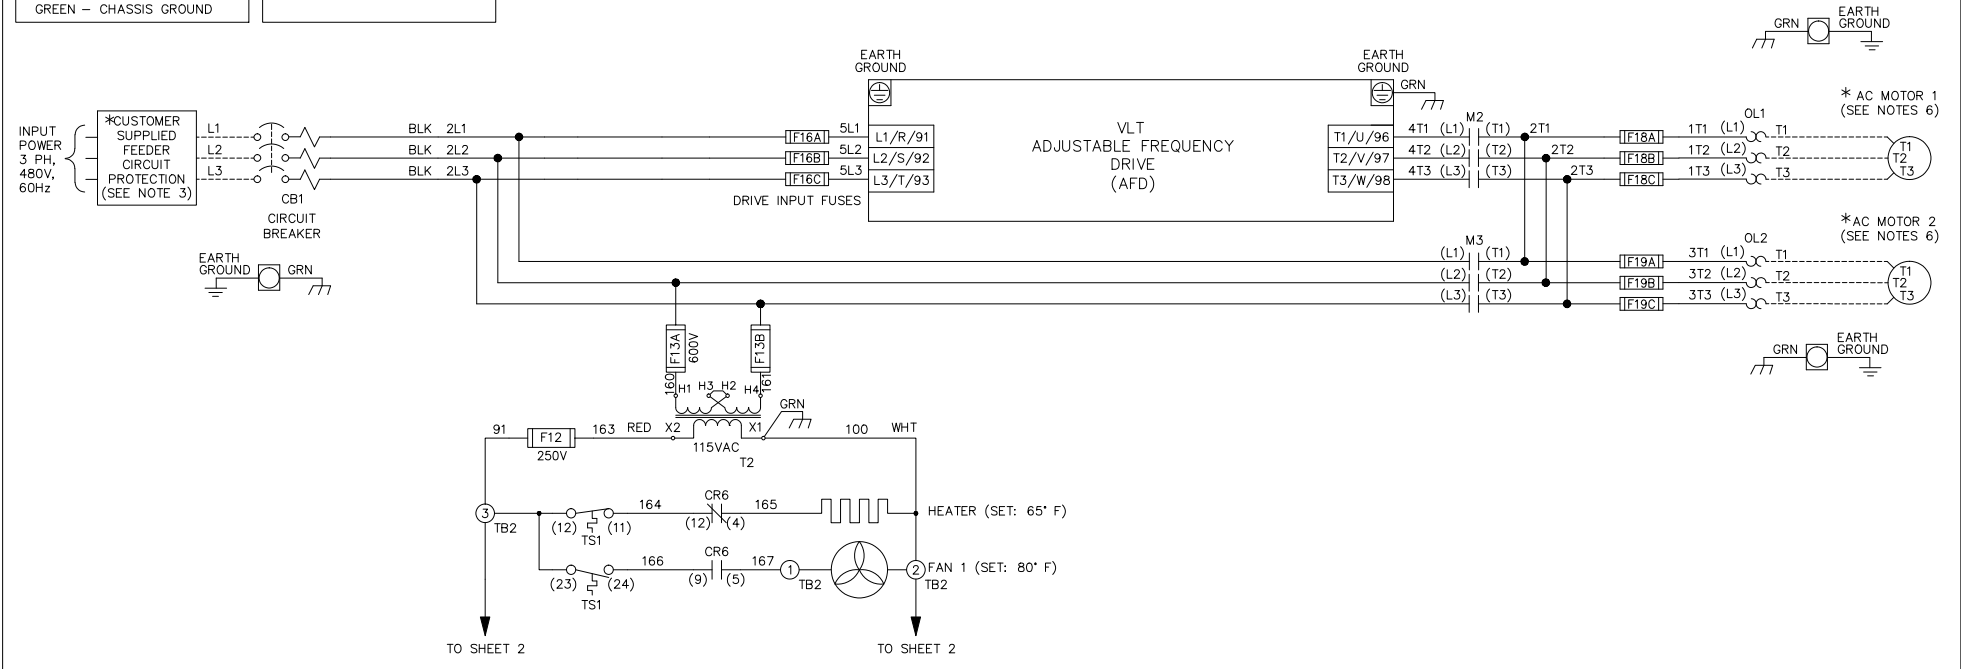 GREEN – CHASSIS GROUND
GRN
EARTH
GROUND
INPUT
POWER
3 PH,
480V,
60Hz
*CUSTOMER
SUPPLIED
FEEDER
CIRCUIT
PROTECTION
(SEE NOTE 3)
L1
L2
L3
CB1
CIRCUIT
BREAKER
BLK 2L1
BLK 2L2
BLK 2L3
F16A
F16B
F16C
5L1
5L2
5L3
DRIVE INPUT FUSES
EARTH
GROUND
L1/R/91
L2/S/92
L3/T/93
VLT
ADJUSTABLE FREQUENCY
DRIVE
(AFD)
EARTH
GROUND
GRN
T1/U/96
T2/V/97
T3/W/98
M2
4T1 (L1) (T1) 2T1
4T2 (L2) (T2) 2T2
4T3 (L3) (T3) 2T3
F18A
F18B
F18C
OL1
1T1 (L1) T1
1T2 (L2) T2
1T3 (L3) T3
* AC MOTOR 1
(SEE NOTES 6)
T1
T2
T3
EARTH
GROUND
GRN
M3
(L1) (T1)
(L2) (T2)
(L3) (T3)
F19A
F19B
F19C
OL2
3T1 (L1) T1
3T2 (L2) T2
3T3 (L3) T3
*AC MOTOR 2
(SEE NOTES 6)
T1
T2
T3
GRN
EARTH
GROUND
F13A
600V
F13B
160
161
H1 H3 H2 H4
GRN
91
F12
250V
163 RED X2
X1
115VAC
T2
100 WHT
3
TB2
(12) (11)
TS1
164
CR6
(12) (4)
165
HEATER (SET: 65° F)
(23) (24)
TS1
166
CR6
(9) (5)
167
1
TB2
2
TB2
FAN 1 (SET: 80° F)
TO SHEET 2
TO SHEET 2